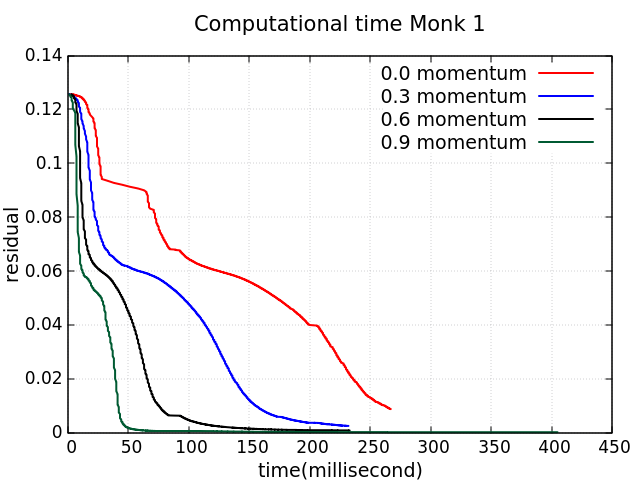 Computational time Monk 1
0.14
0.12
0.1
0.08
0.06
0.04
0.02
0
residual
0.0 momentum
0.3 momentum
0.6 momentum
0.9 momentum
0 50 100 150 200 250 300 350 400 450
time(millisecond)